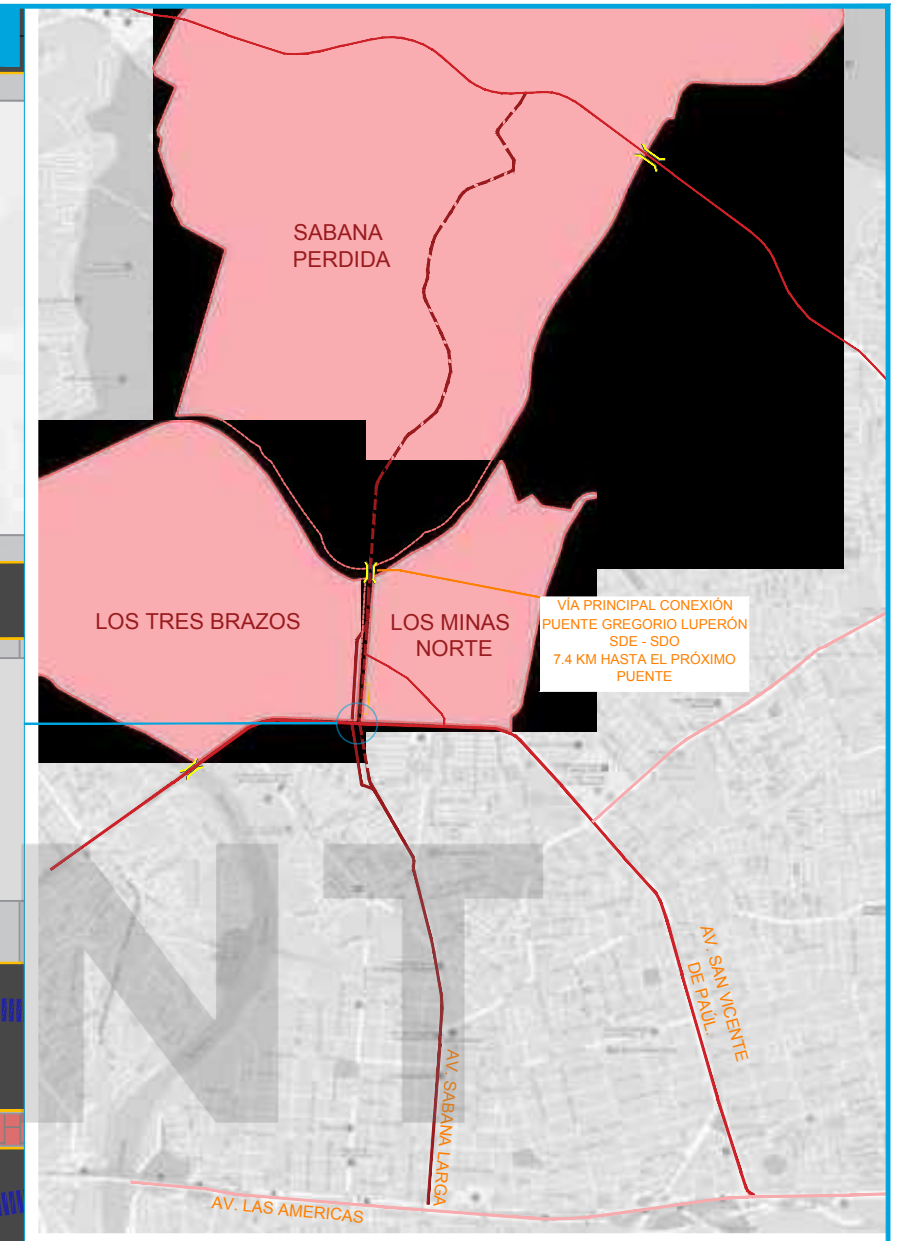 SABANA
PERDIDA
LOS TRES BRAZOS
LOS MINAS
NORTE
VÍA PRINCIPAL CONEXIÓN
PUENTE GREGORIO LUPERÓN
SDE - SDO
7.4 KM HASTA EL PRÓXIMO
PUENTE
NT
AV. SAN VICENTE
DE PAÚL.
AV. SABANA LARGA
AV. LAS AMERICAS